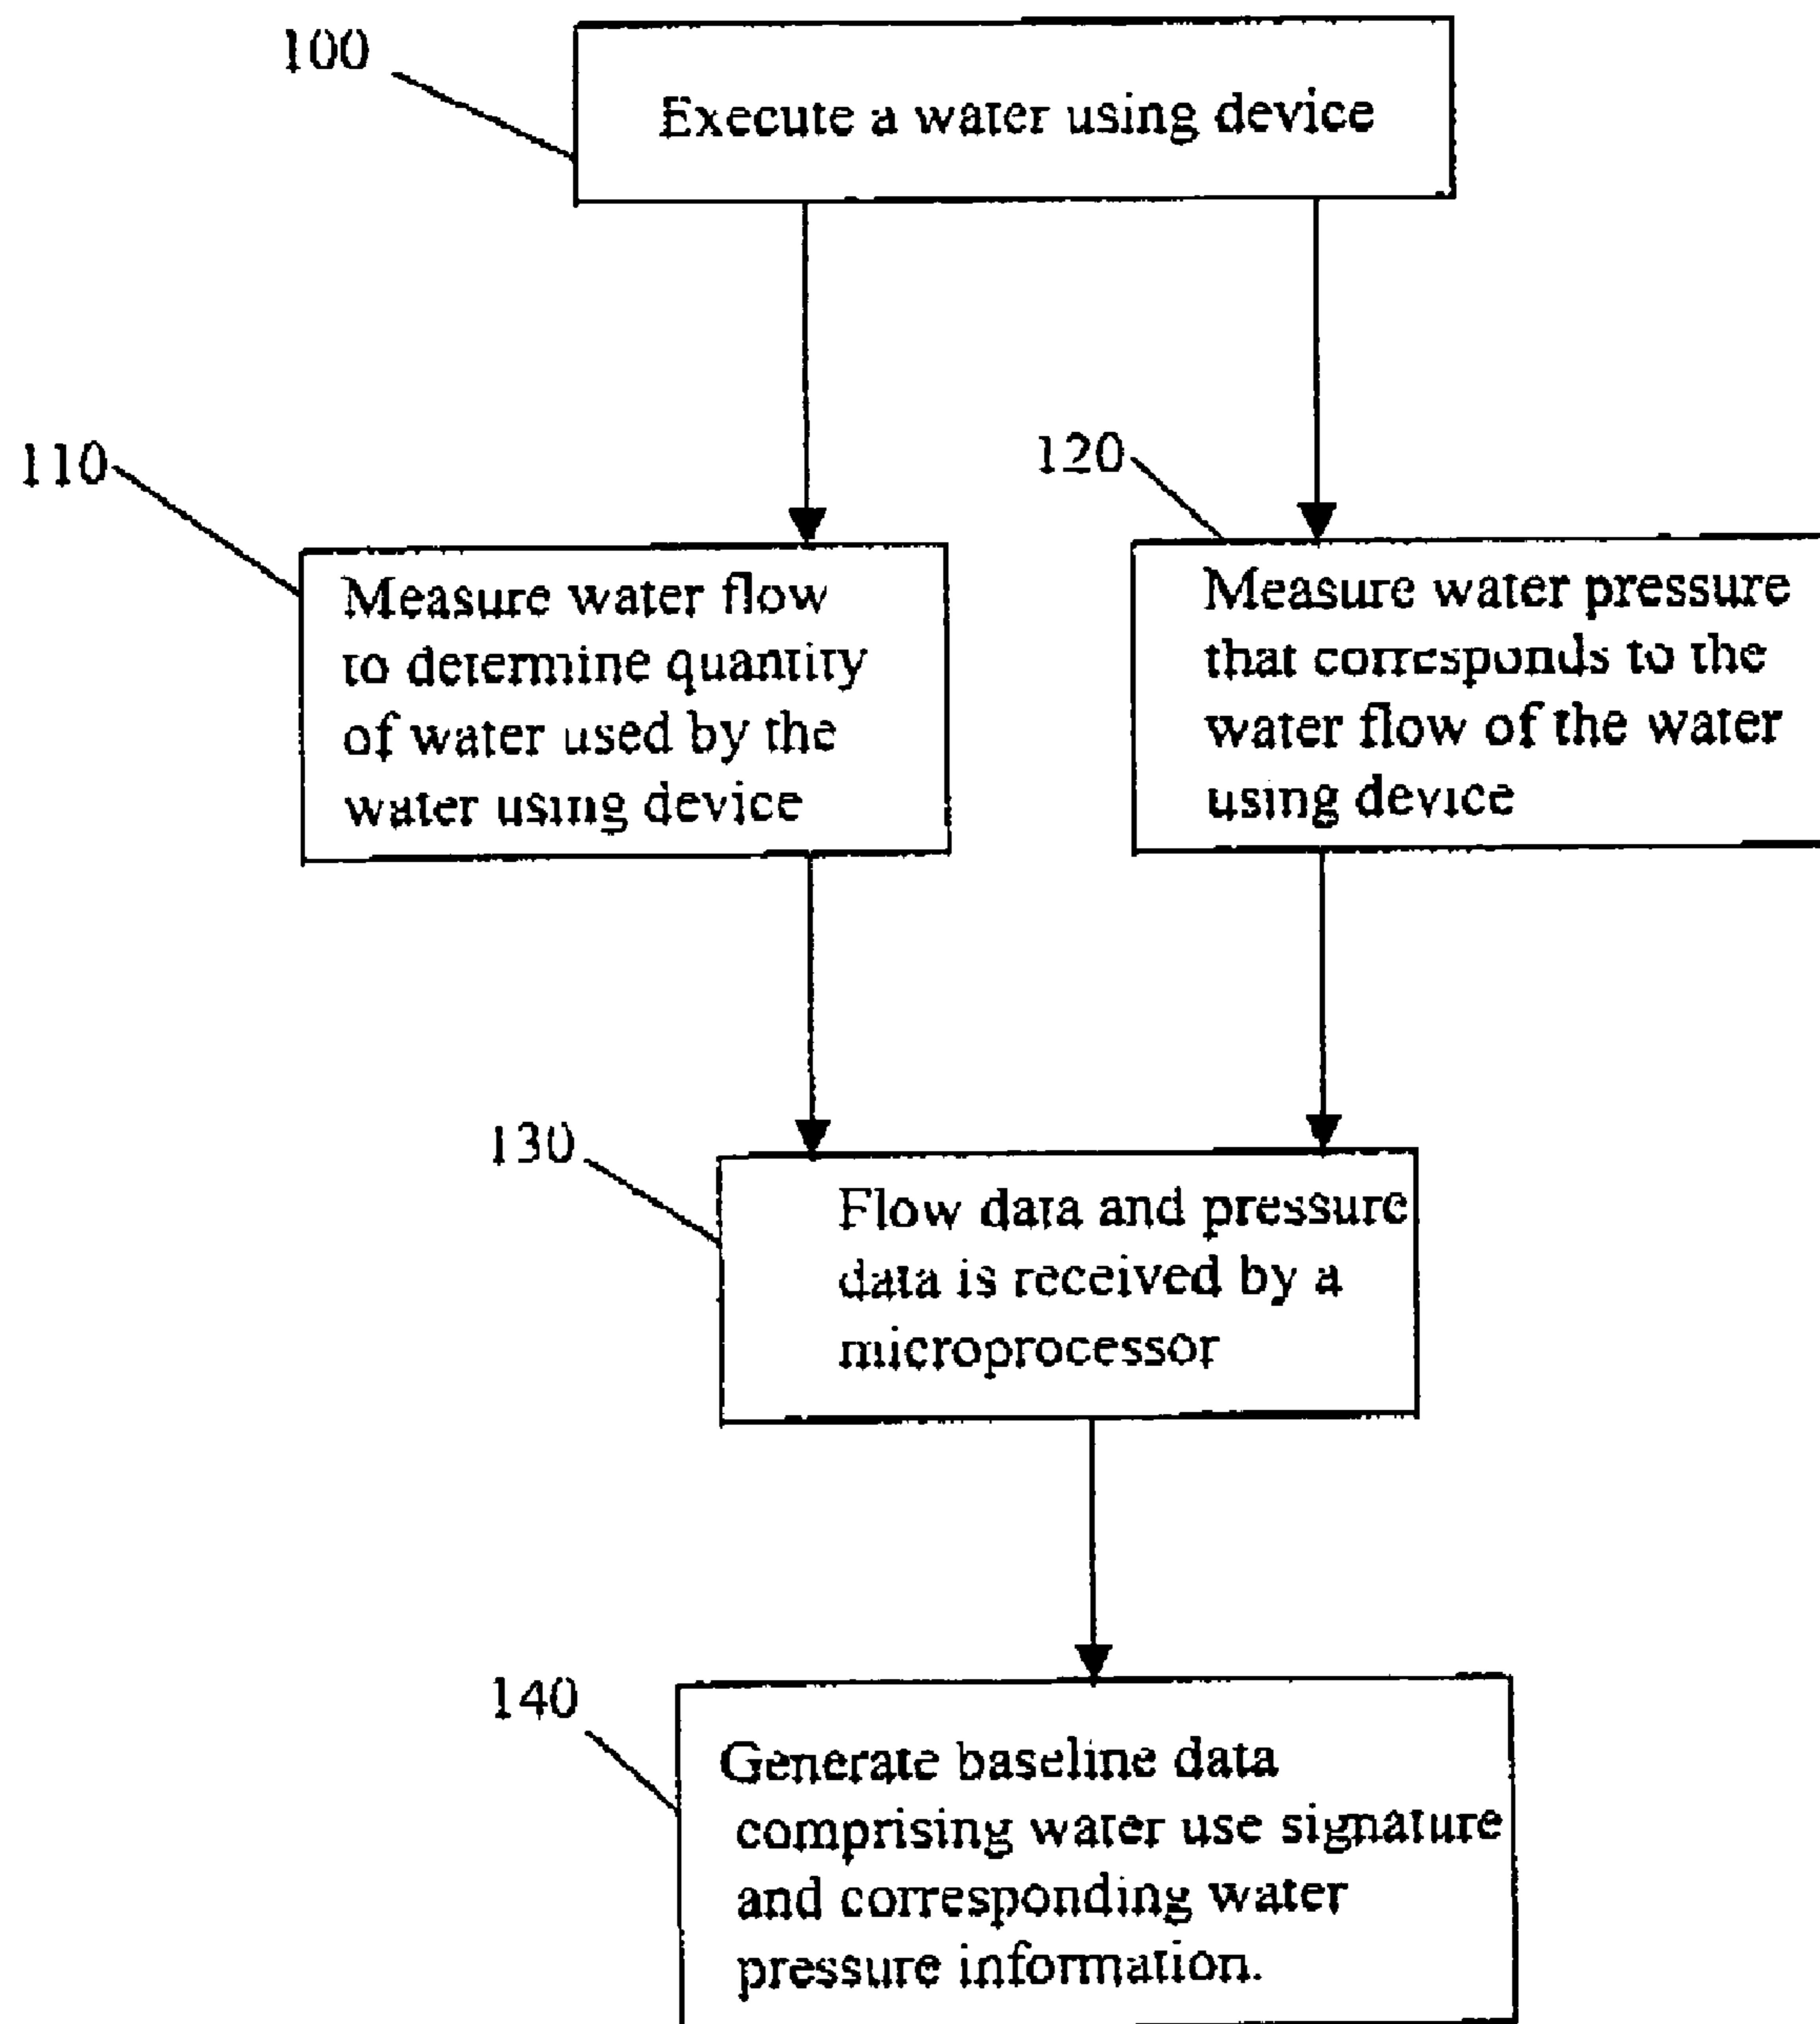 100
Execute a water using device
110
120
Measure water flow
to determine quantity
of water used by the
water using device
Measure water pressure
that corresponds to the
water flow of the water
using device
130
Flow data and pressure
data is received by a
microprocessor
140
Generate baseline data
comprising water use signature
and corresponding water
pressure information.